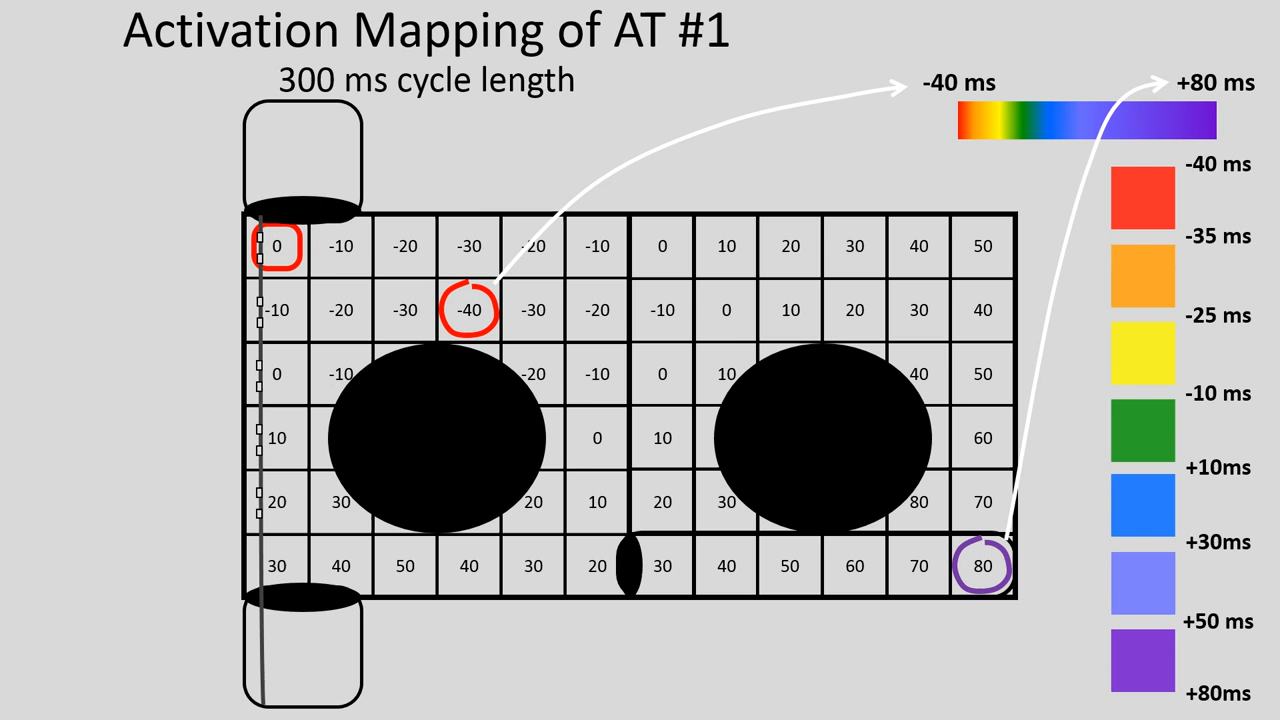 Activation Mapping of AT #1
300 ms cycle length
-40 ms
+80 ms
0 -10 -20 -30 -20 -10 0 10 20 30 40 50
-10 -20 -30 -40 -30 -20 -10 0 10 20 30 40
0 -10 -20 -10 0 10 40 50
10 0 10 60
20 30 20 10 20 30 80 70
30 40 50 40 30 20 30 40 50 60 70 80
-40 ms
-35 ms
-25 ms
-10 ms
+10ms
+30ms
+50 ms
+80ms